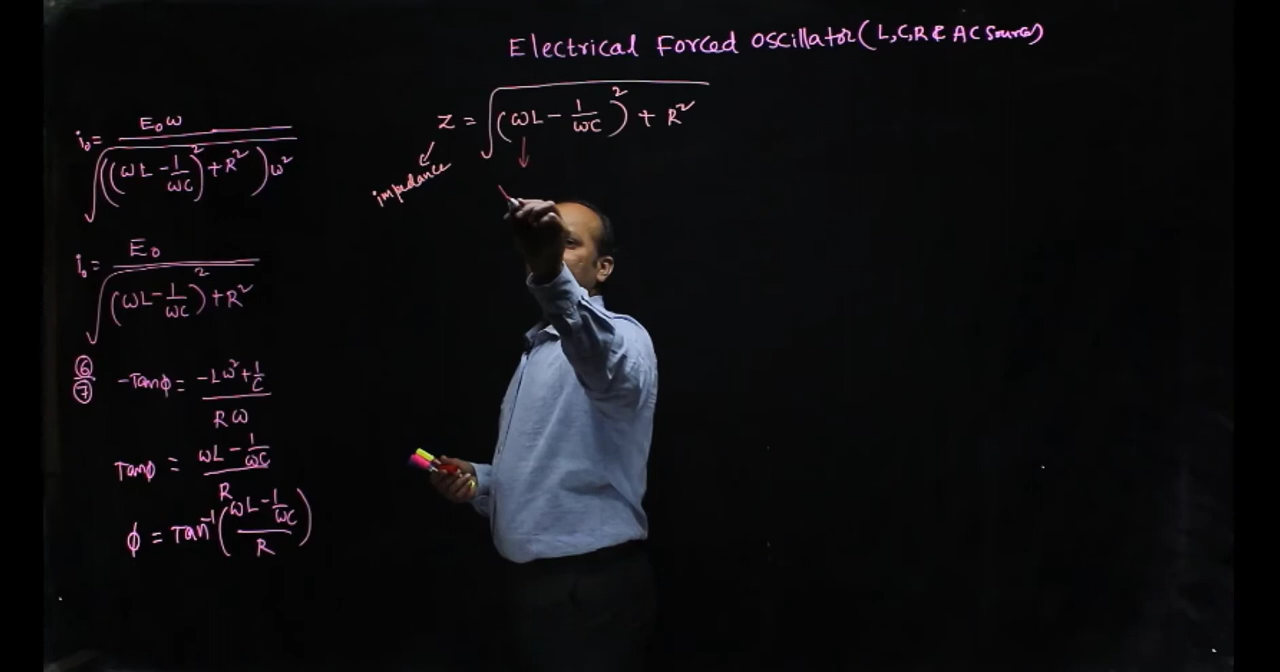 Electrical Forced Oscillator (L, C, R & AC Source)
i₀ = E₀ω / √(((ωL - 1/ωC)² + R²) ω²)
i₀ = E₀ / √((ωL - 1/ωC)² + R²)
⑥/⑦ -Tanϕ = (-Lω² + 1/C) / Rω
Tanϕ = (ωL - 1/ωC) / R
ϕ = Tan⁻¹((ωL - 1/ωC) / R)
Z = √((ωL - 1/ωC)² + R²)
impedance